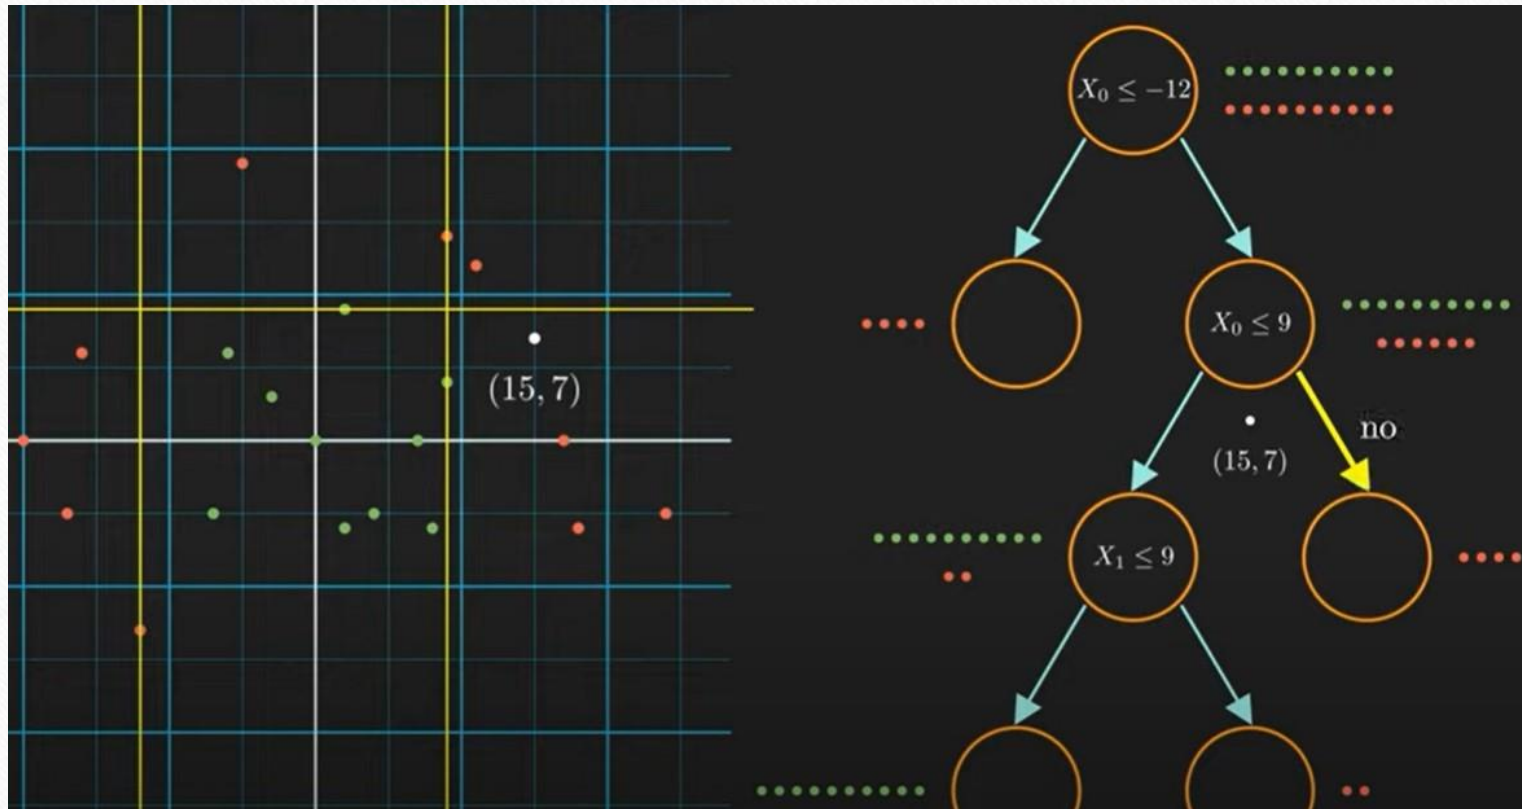 X₀ ≤ −12
X₀ ≤ 9
(15, 7)
no
(15, 7)
X₁ ≤ 9